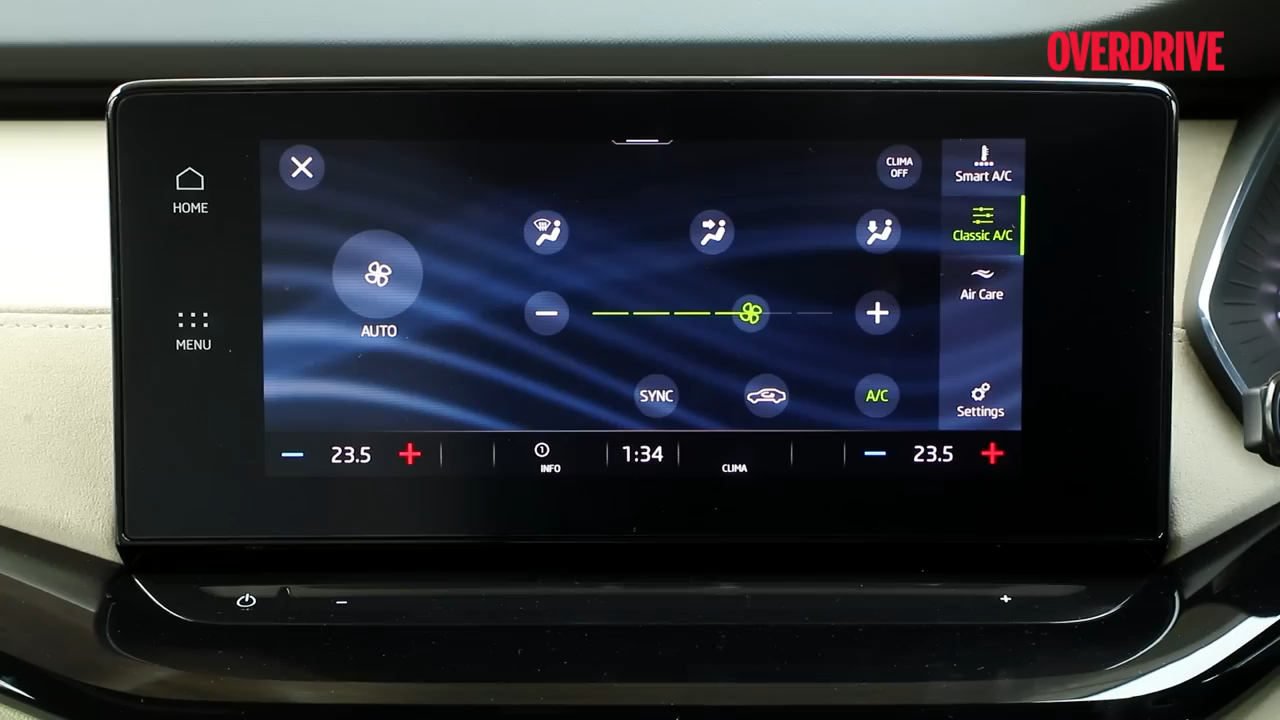 OVERDRIVE
HOME
MENU
CLIMA
OFF
Smart A/C
Classic A/C
Air Care
Settings
AUTO
SYNC
A/C
23.5
1
INFO
1:34
CLIMA
23.5